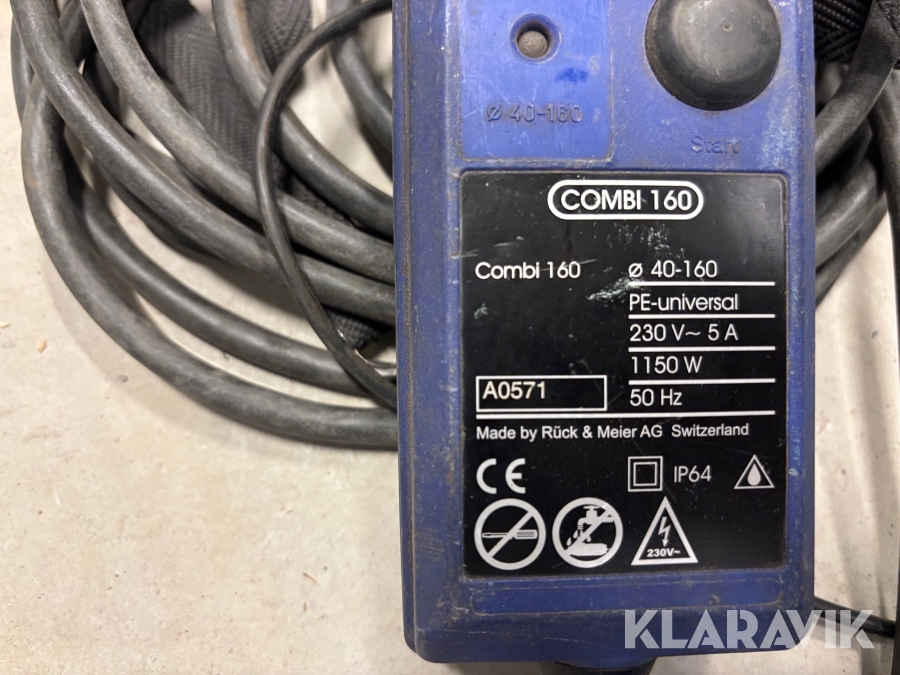 Ø 40-160
Start
COMBI 160
Combi 160 ø 40-160
PE-universal
230 V~ 5 A
1150 W
A0571
50 Hz
Made by Rück & Meier AG Switzerland
CE IP64
230V~
KLARAVIK
KLARAVIK